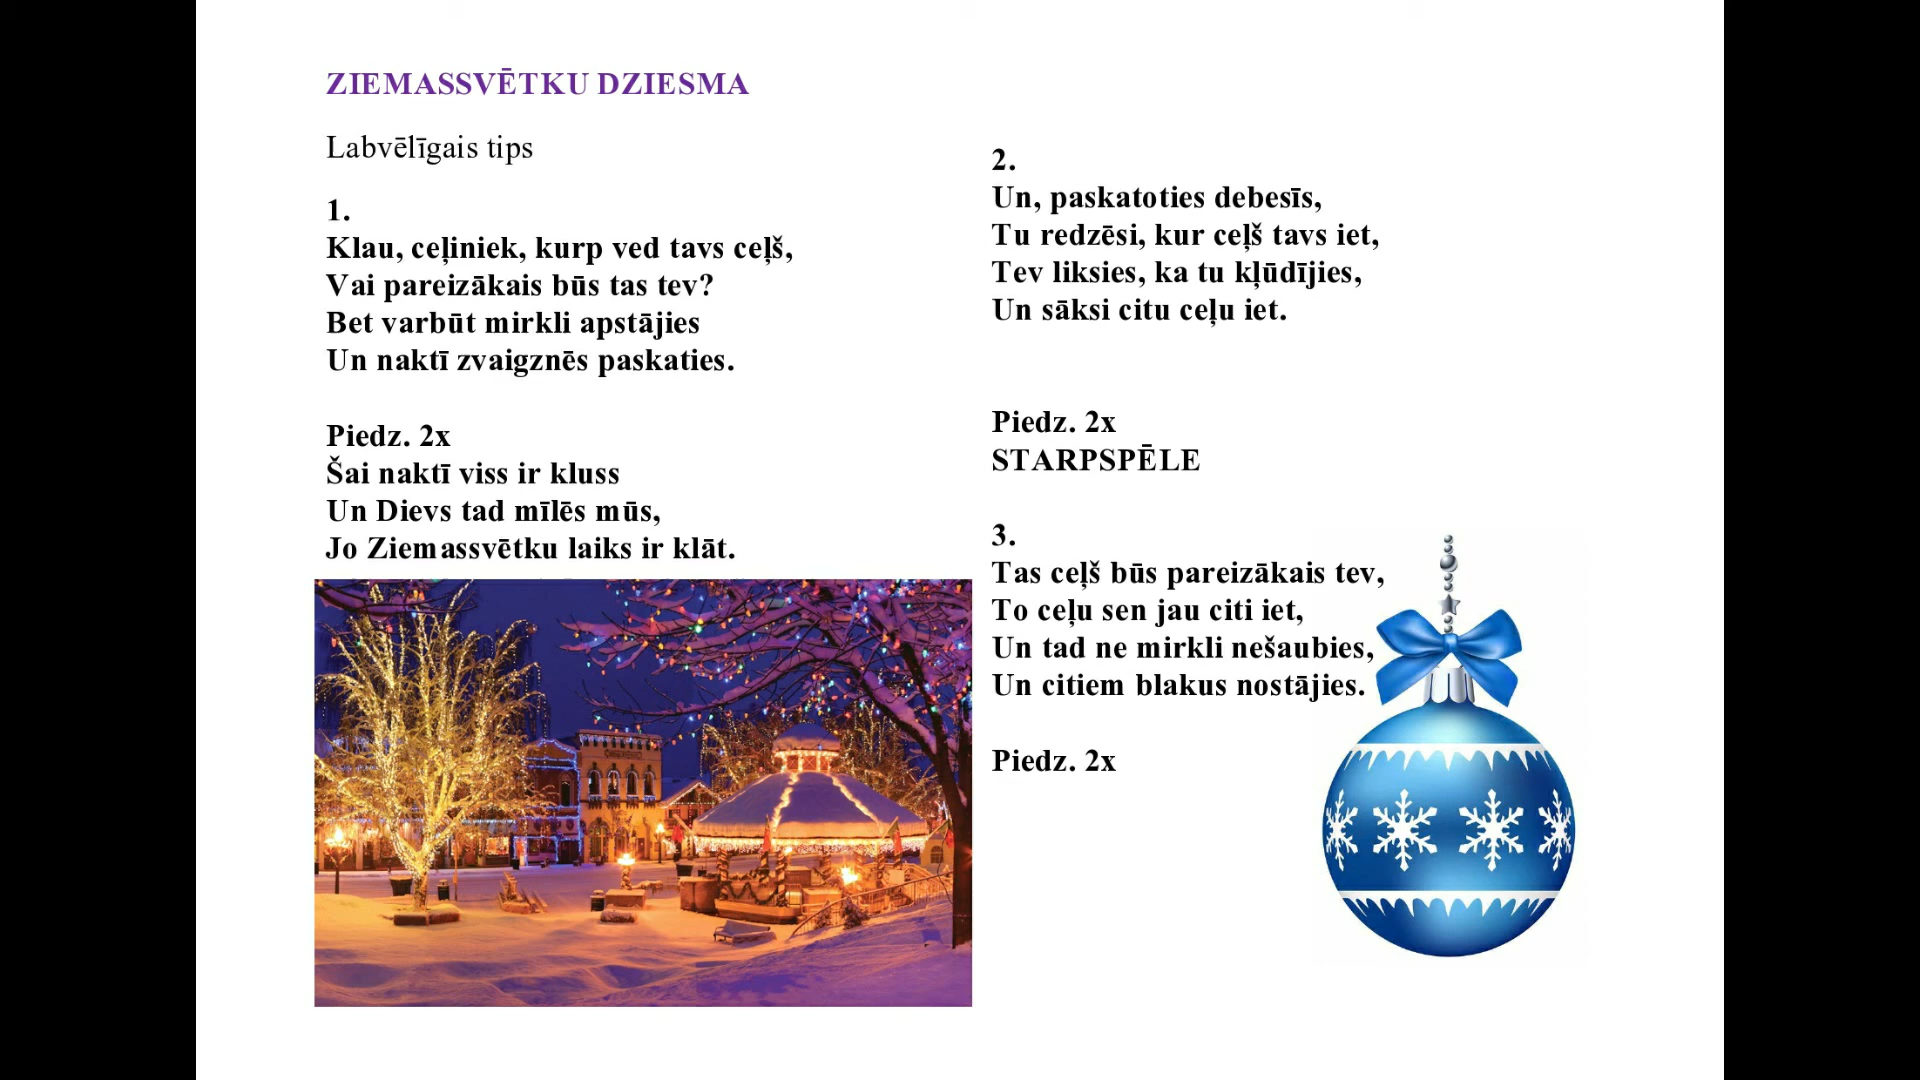 ZIEMASSVĒTKU DZIESMA
Labvēlīgais tips
1.
Klau, ceļiniek, kurp ved tavs ceļš,
Vai pareizākais būs tas tev?
Bet varbūt mirkli apstājies
Un naktī zvaigznēs paskaties.
Piedz. 2x
Šai naktī viss ir kluss
Un Dievs tad mīlēs mūs,
Jo Ziemassvētku laiks ir klāt.
2.
Un, paskatoties debesīs,
Tu redzēsi, kur ceļš tavs iet,
Tev liksies, ka tu kļūdījies,
Un sāksi citu ceļu iet.
Piedz. 2x
STARPSPĒLE
3.
Tas ceļš būs pareizākais tev,
To ceļu sen jau citi iet,
Un tad ne mirkli nešaubies,
Un citiem blakus nostājies.
Piedz. 2x